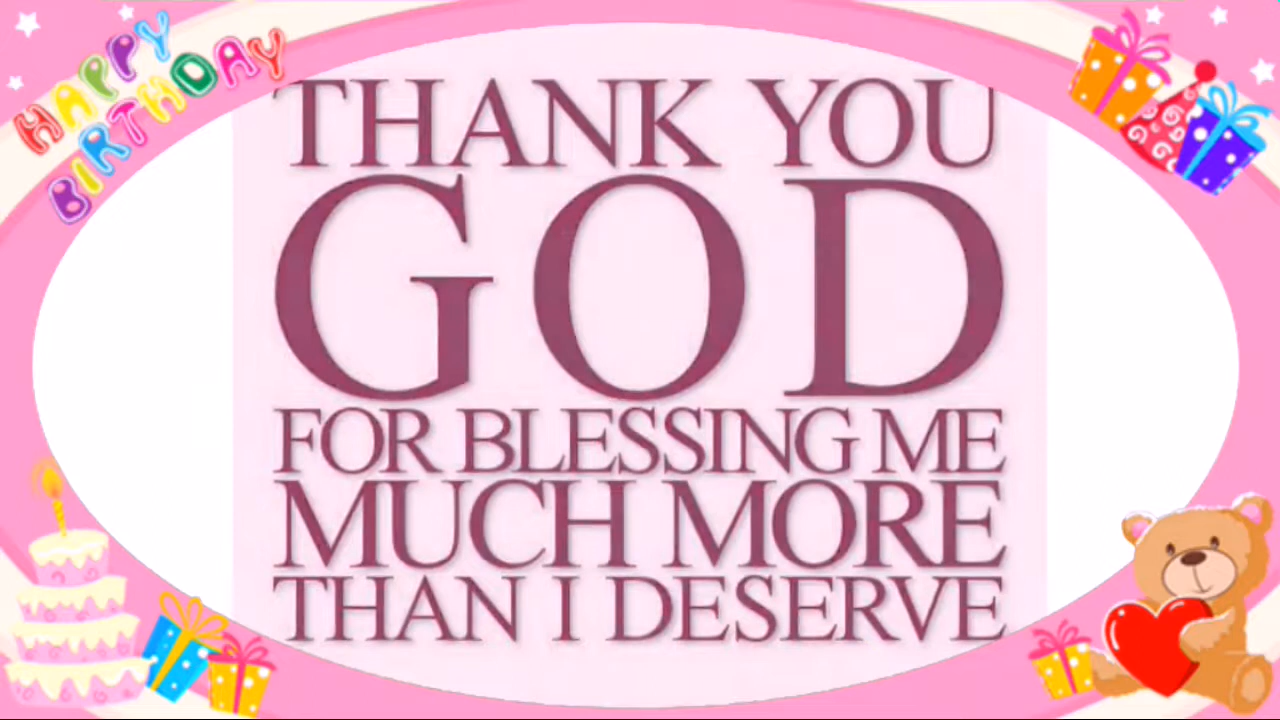 HAPPY
BIRTHDAY
THANK YOU
GOD
FOR BLESSING ME
MUCH MORE
THAN I DESERVE